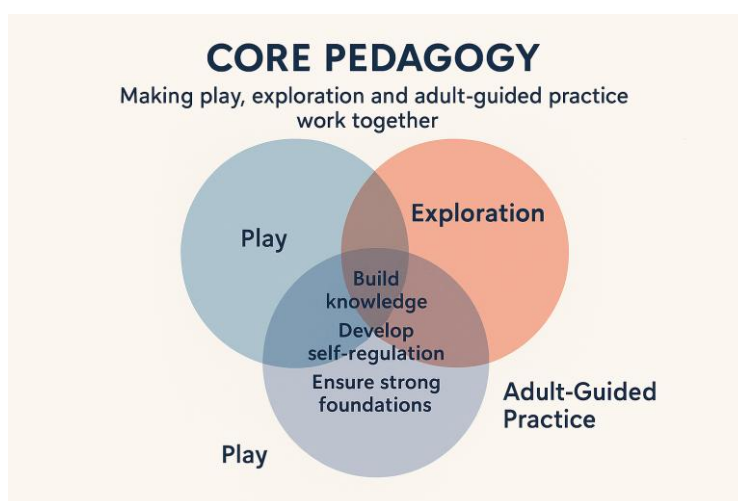 CORE PEDAGOGY
Making play, exploration and adult-guided practice
work together
Play
Exploration
Build
knowledge
Develop
self-regulation
Ensure strong
foundations
Adult-Guided
Practice
Play